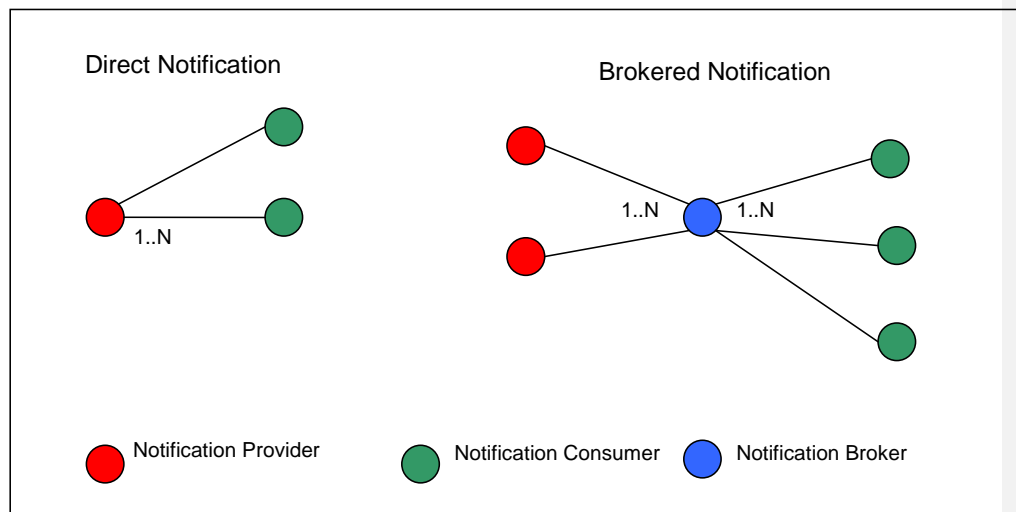 Direct Notification
Brokered Notification
1..N
1..N
1..N
Notification Provider
Notification Consumer
Notification Broker